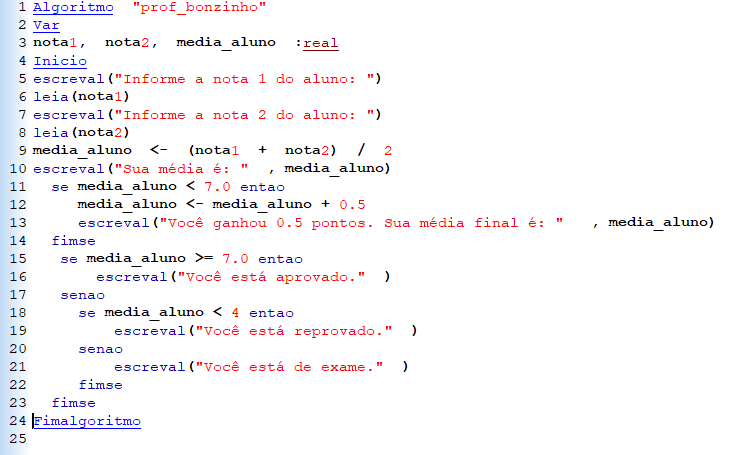 1 Algoritmo "prof_bonzinho"
2 Var
3 nota1, nota2, media_aluno :real
4 Inicio
5 escreval("Informe a nota 1 do aluno: ")
6 leia(nota1)
7 escreval("Informe a nota 2 do aluno: ")
8 leia(nota2)
9 media_aluno <- (nota1 + nota2) / 2
10 escreval("Sua média é: " , media_aluno)
11 se media_aluno < 7.0 entao
12 media_aluno <- media_aluno + 0.5
13 escreval("Você ganhou 0.5 pontos. Sua média final é: " , media_aluno)
14 fimse
15 se media_aluno >= 7.0 entao
16 escreval("Você está aprovado." )
17 senao
18 se media_aluno < 4 entao
19 escreval("Você está reprovado." )
20 senao
21 escreval("Você está de exame." )
22 fimse
23 fimse
24 Fimalgoritmo
25